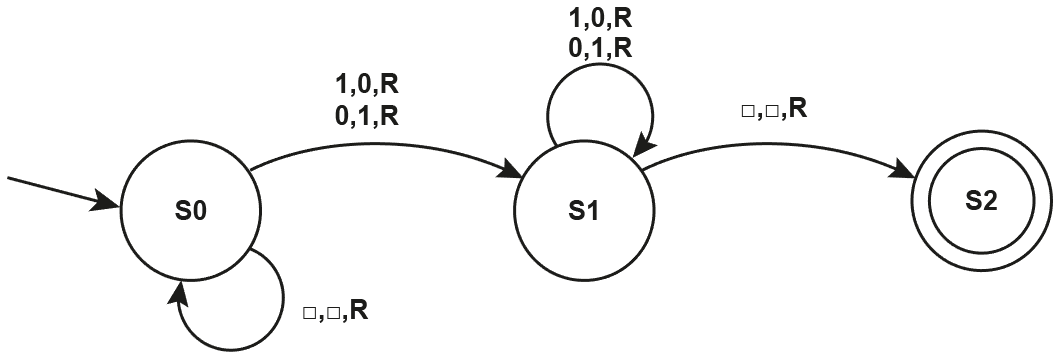 1,0,R
0,1,R
1,0,R
0,1,R
□,□,R
S0
S1
S2
□,□,R